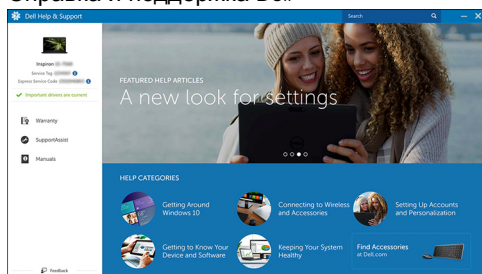 Справка и поддержка Dell
Dell Help & Support
Search
Inspiron
Service Tag
Express Service Code
Important drivers are current
Warranty
SupportAssist
Manuals
Feedback
FEATURED HELP ARTICLES
A new look for settings
HELP CATEGORIES
Getting Around
Windows 10
Connecting to Wireless
and Accessories
Setting Up Accounts
and Personalization
Getting to Know Your
Device and Software
Keeping Your System
Healthy
Find Accessories
at Dell.com